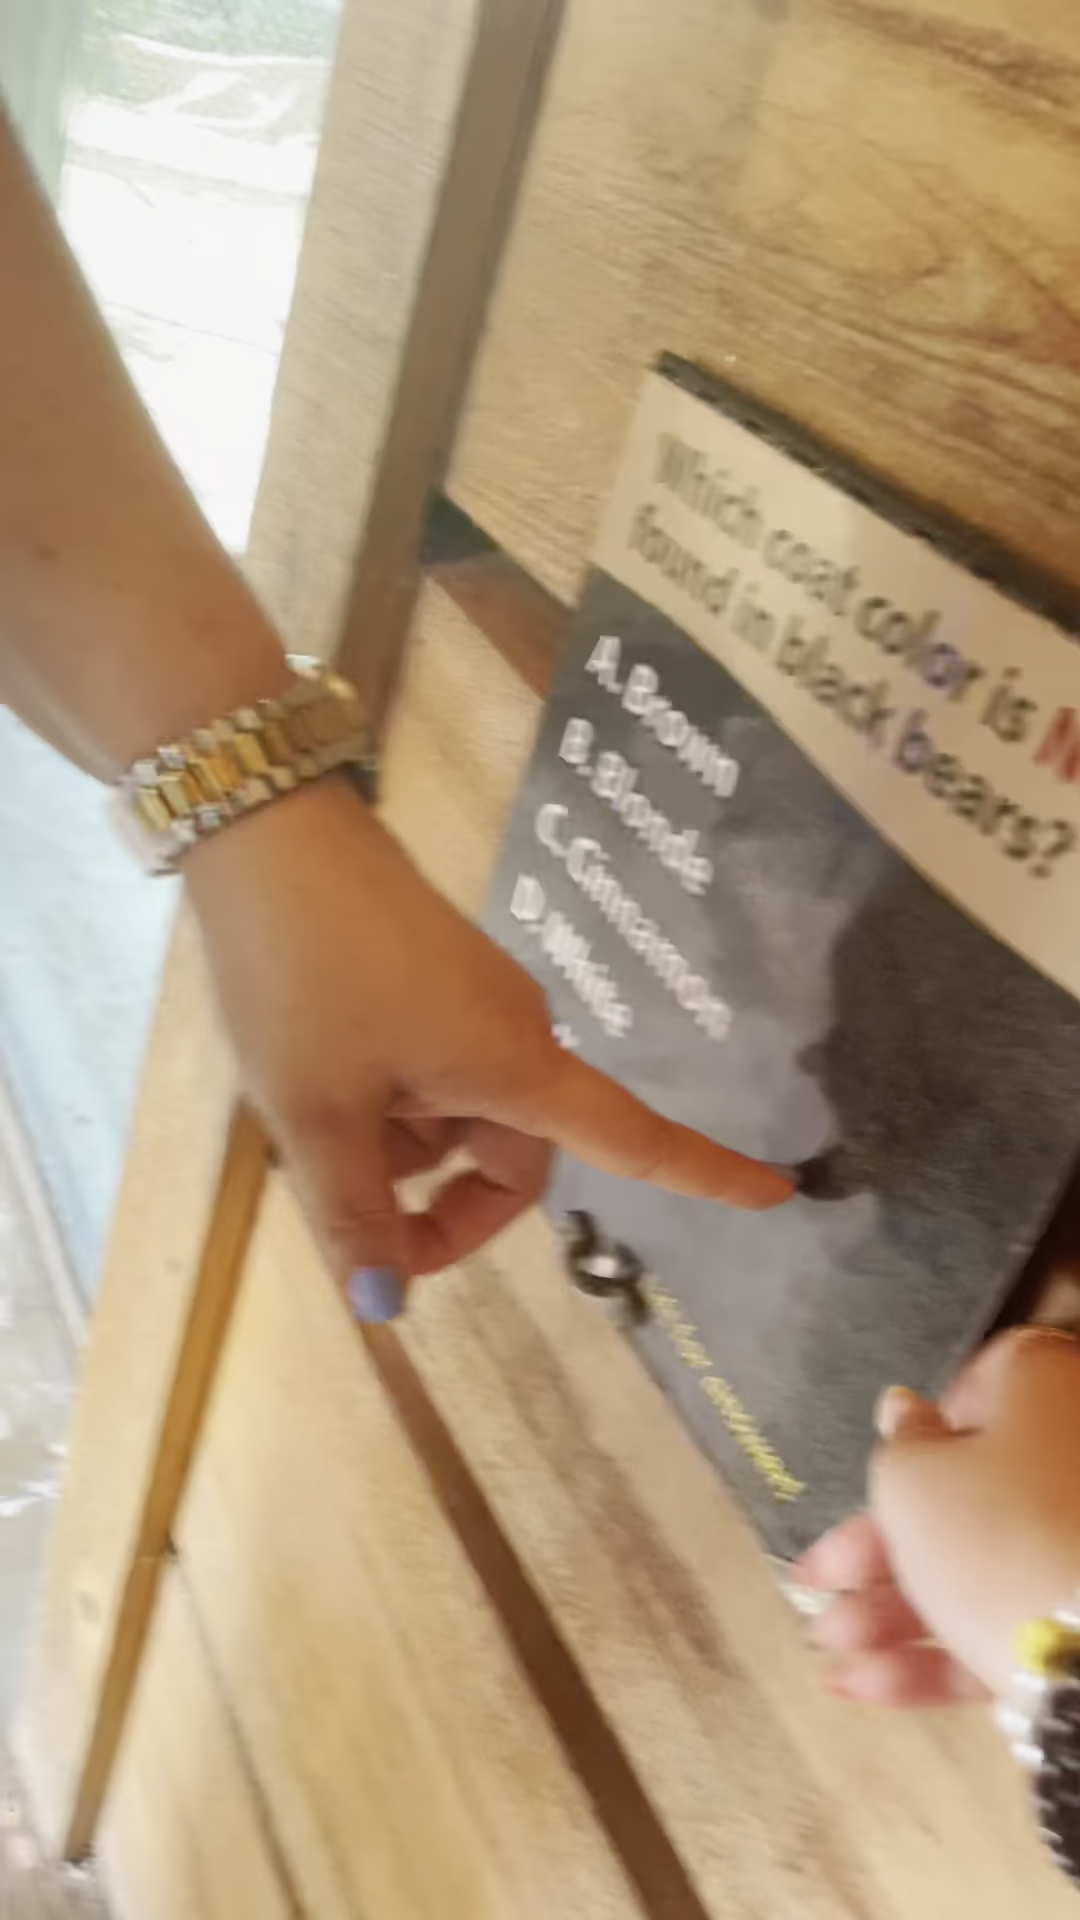 Which coat color is N
found in black bears?
A. Brown
B. Blonde
C. Cinnamon
D. White